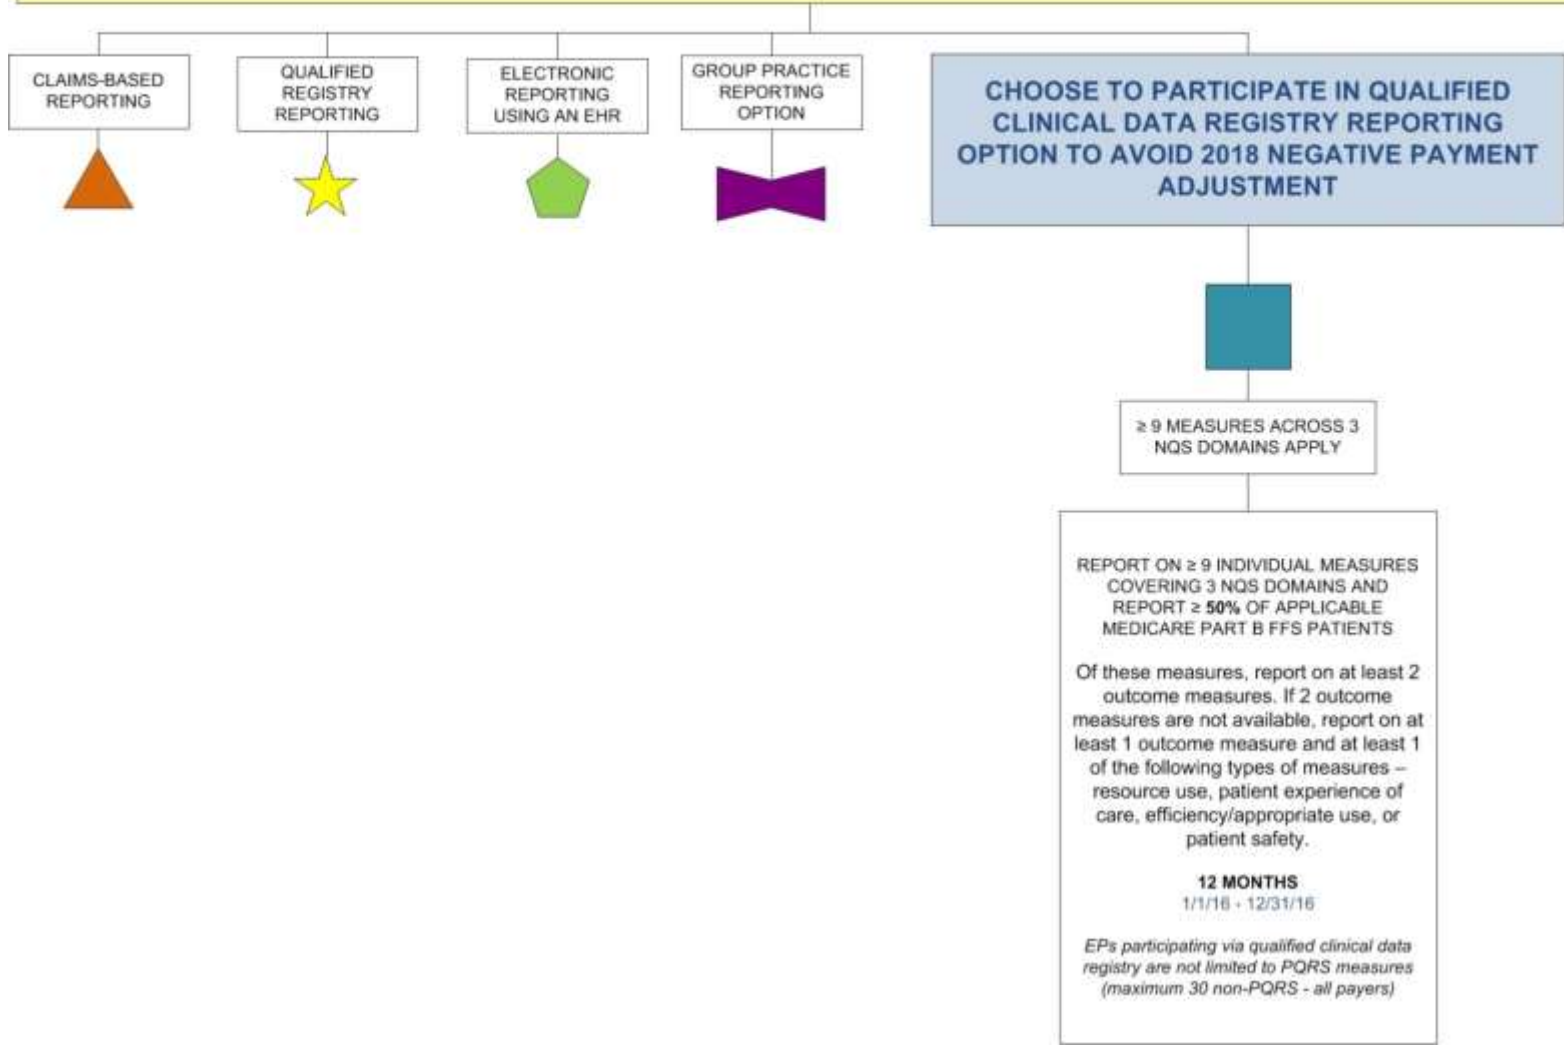 CLAIMS-BASED
REPORTING
QUALIFIED
REGISTRY
REPORTING
ELECTRONIC
REPORTING
USING AN EHR
GROUP PRACTICE
REPORTING
OPTION
CHOOSE TO PARTICIPATE IN QUALIFIED
CLINICAL DATA REGISTRY REPORTING
OPTION TO AVOID 2018 NEGATIVE PAYMENT
ADJUSTMENT
≥ 9 MEASURES ACROSS 3
NQS DOMAINS APPLY
REPORT ON ≥ 9 INDIVIDUAL MEASURES
COVERING 3 NQS DOMAINS AND
REPORT ≥ 50% OF APPLICABLE
MEDICARE PART B FFS PATIENTS
Of these measures, report on at least 2
outcome measures. If 2 outcome
measures are not available, report on at
least 1 outcome measure and at least 1
of the following types of measures –
resource use, patient experience of
care, efficiency/appropriate use, or
patient safety.
12 MONTHS
1/1/16 - 12/31/16
EPs participating via qualified clinical data
registry are not limited to PQRS measures
(maximum 30 non-PQRS - all payers)